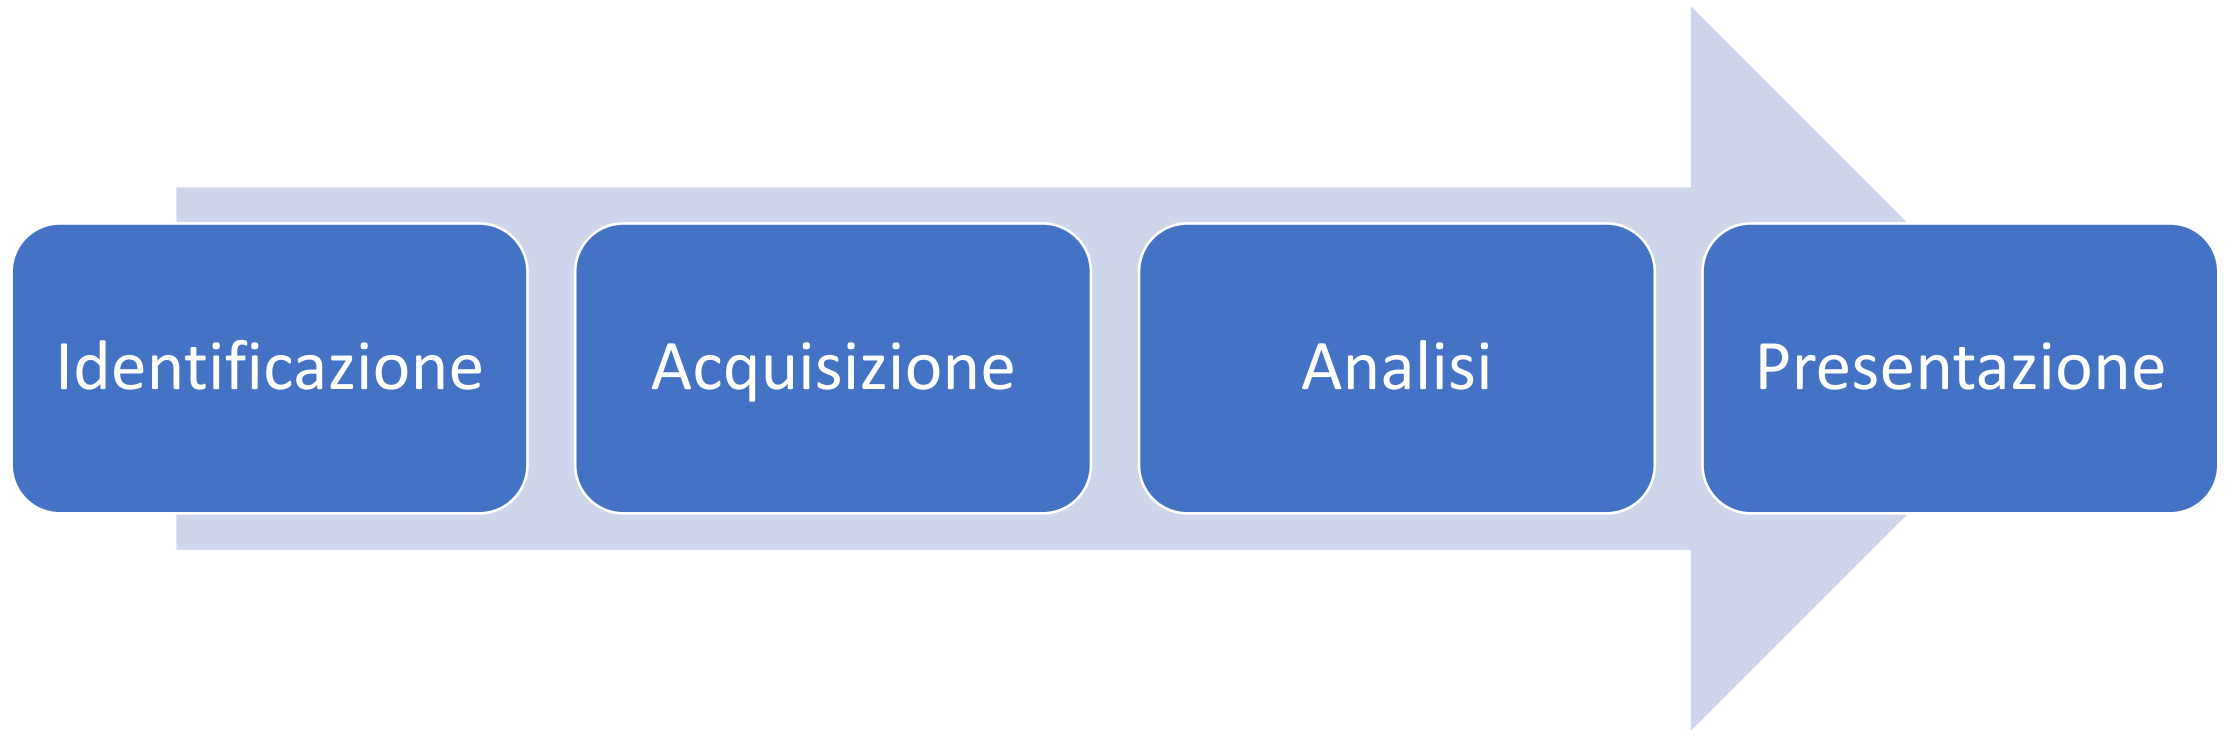 Identificazione
Acquisizione
Analisi
Presentazione